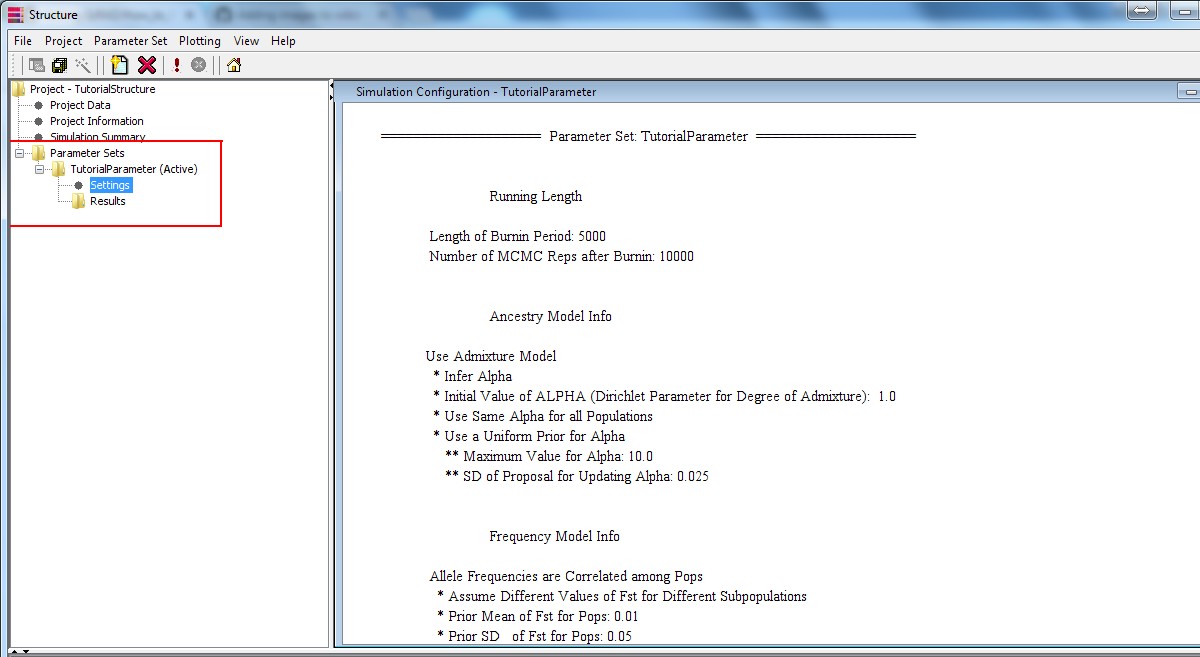 Structure
File Project Parameter Set Plotting View Help
Project - TutorialStructure
Project Data
Project Information
Simulation Summary
Parameter Sets
TutorialParameter (Active)
Settings
Results
Simulation Configuration - TutorialParameter
Parameter Set: TutorialParameter
Running Length
Length of Burnin Period: 5000
Number of MCMC Reps after Burnin: 10000
Ancestry Model Info
Use Admixture Model
* Infer Alpha
* Initial Value of ALPHA (Dirichlet Parameter for Degree of Admixture): 1.0
* Use Same Alpha for all Populations
* Use a Uniform Prior for Alpha
** Maximum Value for Alpha: 10.0
** SD of Proposal for Updating Alpha: 0.025
Frequency Model Info
Allele Frequencies are Correlated among Pops
* Assume Different Values of Fst for Different Subpopulations
* Prior Mean of Fst for Pops: 0.01
* Prior SD of Fst for Pops: 0.05